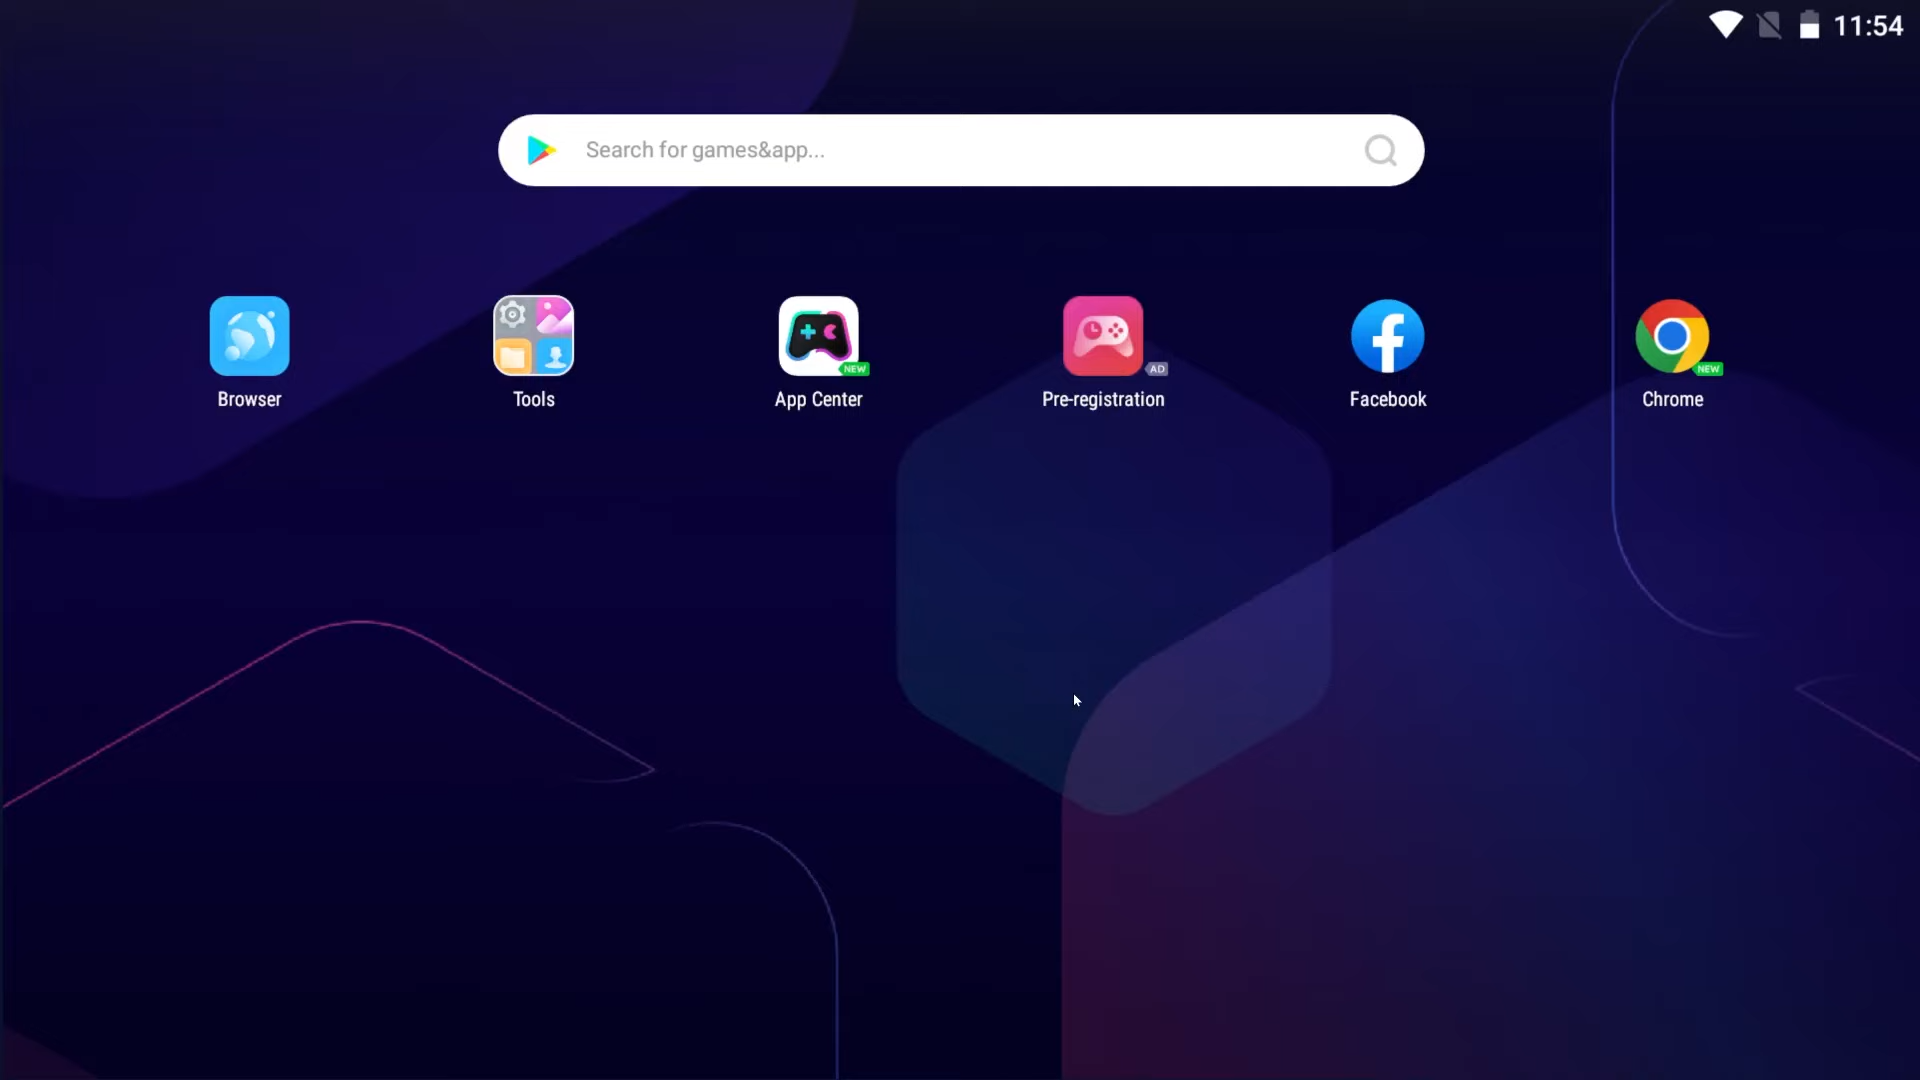 11:54
Search for games&app...
NEW
AD
NEW
Browser
Tools
App Center
Pre-registration
Facebook
Chrome